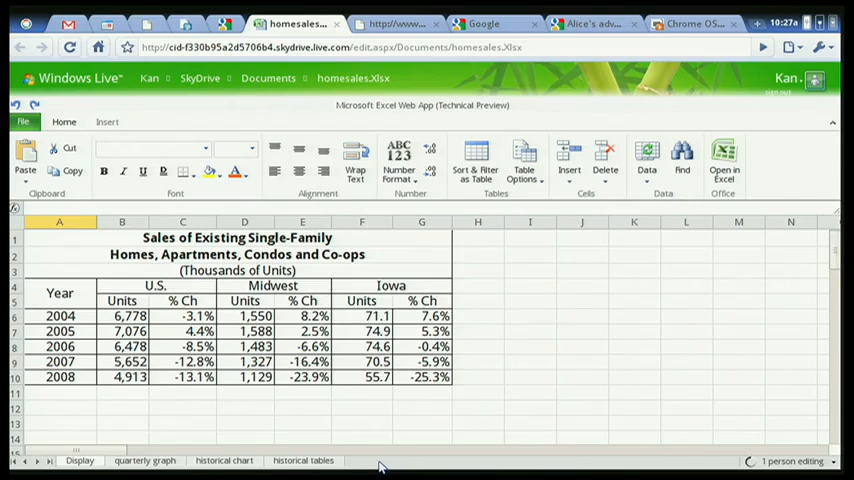 homesales...
http://www...
Google
Alice's adv...
Chrome OS...
10:27a
http://cid-f330b95a2d5706b4.skydrive.live.com/edit.aspx/Documents/homesales.Xlsx
Windows Live™ Kan SkyDrive Documents homesales.Xlsx Kan
sign out
Microsoft Excel Web App (Technical Preview)
File Home Insert
Paste Cut Copy
Clipboard
B I U D A
Font
Alignment
Wrap Text
ABC 123
Number Format
Number
Sort & Filter as Table
Table Options
Tables
Insert Delete
Cells
Data Find
Data
Open in Excel
Office
A B C D E F G H I J K L M N
1 Sales of Existing Single-Family
2 Homes, Apartments, Condos and Co-ops
3 (Thousands of Units)
4 Year U.S. Midwest Iowa
5 Units % Ch Units % Ch Units % Ch
6 2004 6,778 -3.1% 1,550 8.2% 71.1 7.6%
7 2005 7,076 4.4% 1,588 2.5% 74.9 5.3%
8 2006 6,478 -8.5% 1,483 -6.6% 74.6 -0.4%
9 2007 5,652 -12.8% 1,327 -16.4% 70.5 -5.9%
10 2008 4,913 -13.1% 1,129 -23.9% 55.7 -25.3%
11
12
13
14
15
Display quarterly graph historical chart historical tables 1 person editing